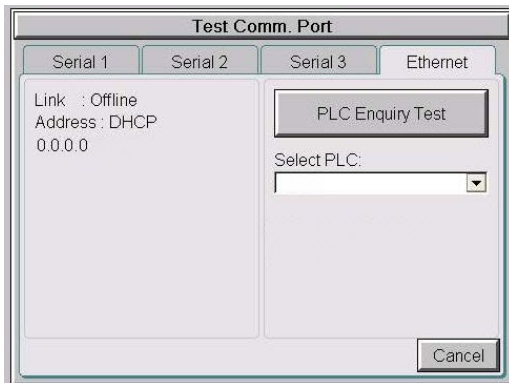 Test Comm. Port
Serial 1
Serial 2
Serial 3
Ethernet
Link : Offline
Address : DHCP
0.0.0.0
PLC Enquiry Test
Select PLC:
Cancel